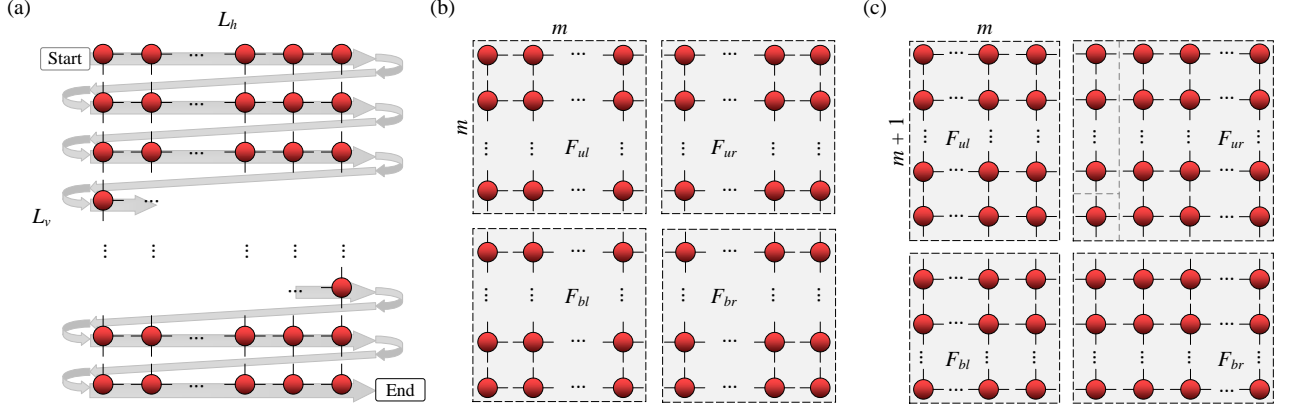 (a)
L_h
Start
...
...
...
...
L_v
⋮ ⋮ ⋮ ⋮ ⋮
...
...
...
End
(b)
m
m
... ...
... ...
⋮ ⋮ F_ul ⋮ ⋮ F_ur ⋮ ⋮
... ...
... ...
⋮ ⋮ F_bl ⋮ ⋮ F_br ⋮ ⋮
... ...
... ...
(c)
m
m + 1
... ...
... ...
⋮ F_ul ⋮ ⋮ ⋮ ⋮ ⋮ F_ur ⋮
... ...
... ...
... ...
... ...
⋮ F_bl ⋮ ⋮ ⋮ ⋮ ⋮ F_br ⋮
... ...